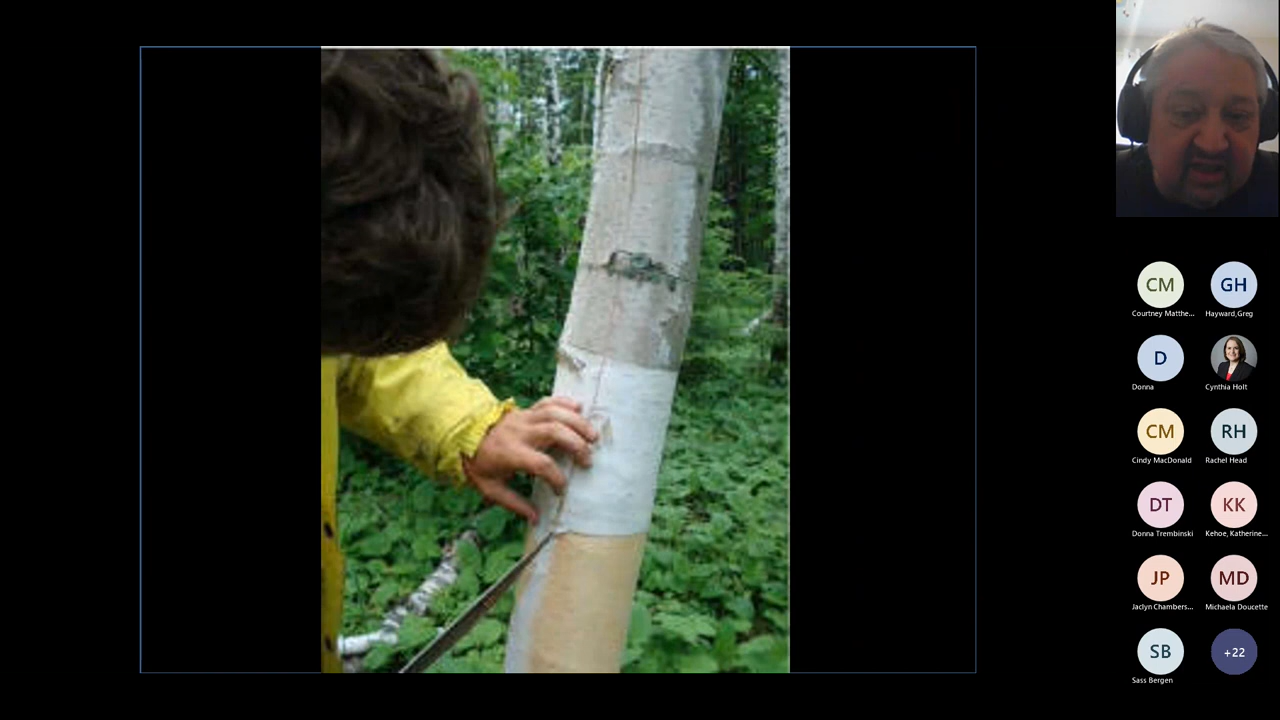 CM
GH
Courtney Matthe...
Hayward,Greg
D
Donna
Cynthia Holt
CM
RH
Cindy MacDonald
Rachel Head
DT
KK
Donna Trembinski
Kehoe, Katherine...
JP
MD
Jaclyn Chambers...
Michaela Doucette
SB
+22
Sass Bergen